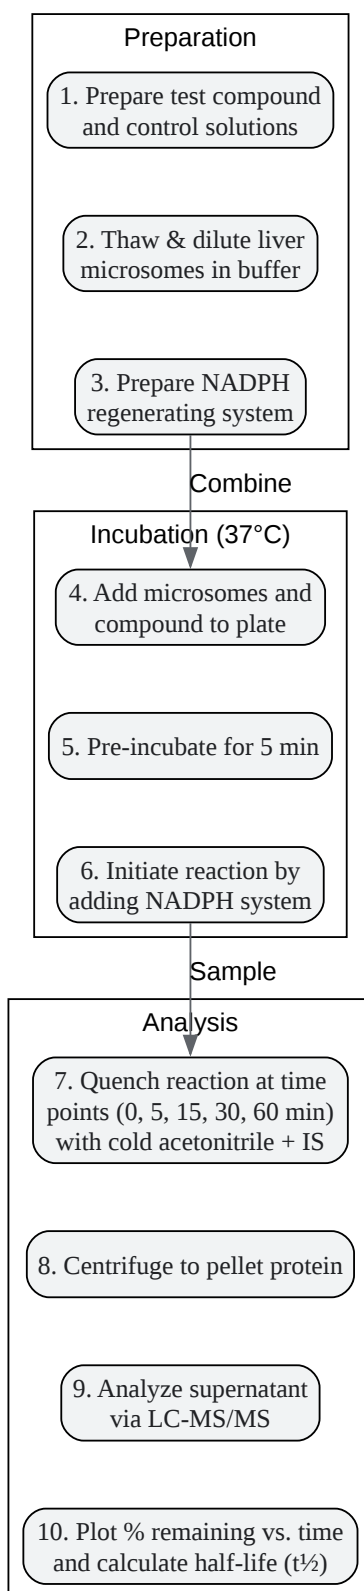 Preparation
1. Prepare test compound
and control solutions
2. Thaw & dilute liver
microsomes in buffer
3. Prepare NADPH
regenerating system
Combine
Incubation (37°C)
4. Add microsomes and
compound to plate
5. Pre-incubate for 5 min
6. Initiate reaction by
adding NADPH system
Sample
Analysis
7. Quench reaction at time
points (0, 5, 15, 30, 60 min)
with cold acetonitrile + IS
8. Centrifuge to pellet protein
9. Analyze supernatant
via LC-MS/MS
10. Plot % remaining vs. time
and calculate half-life (t½)